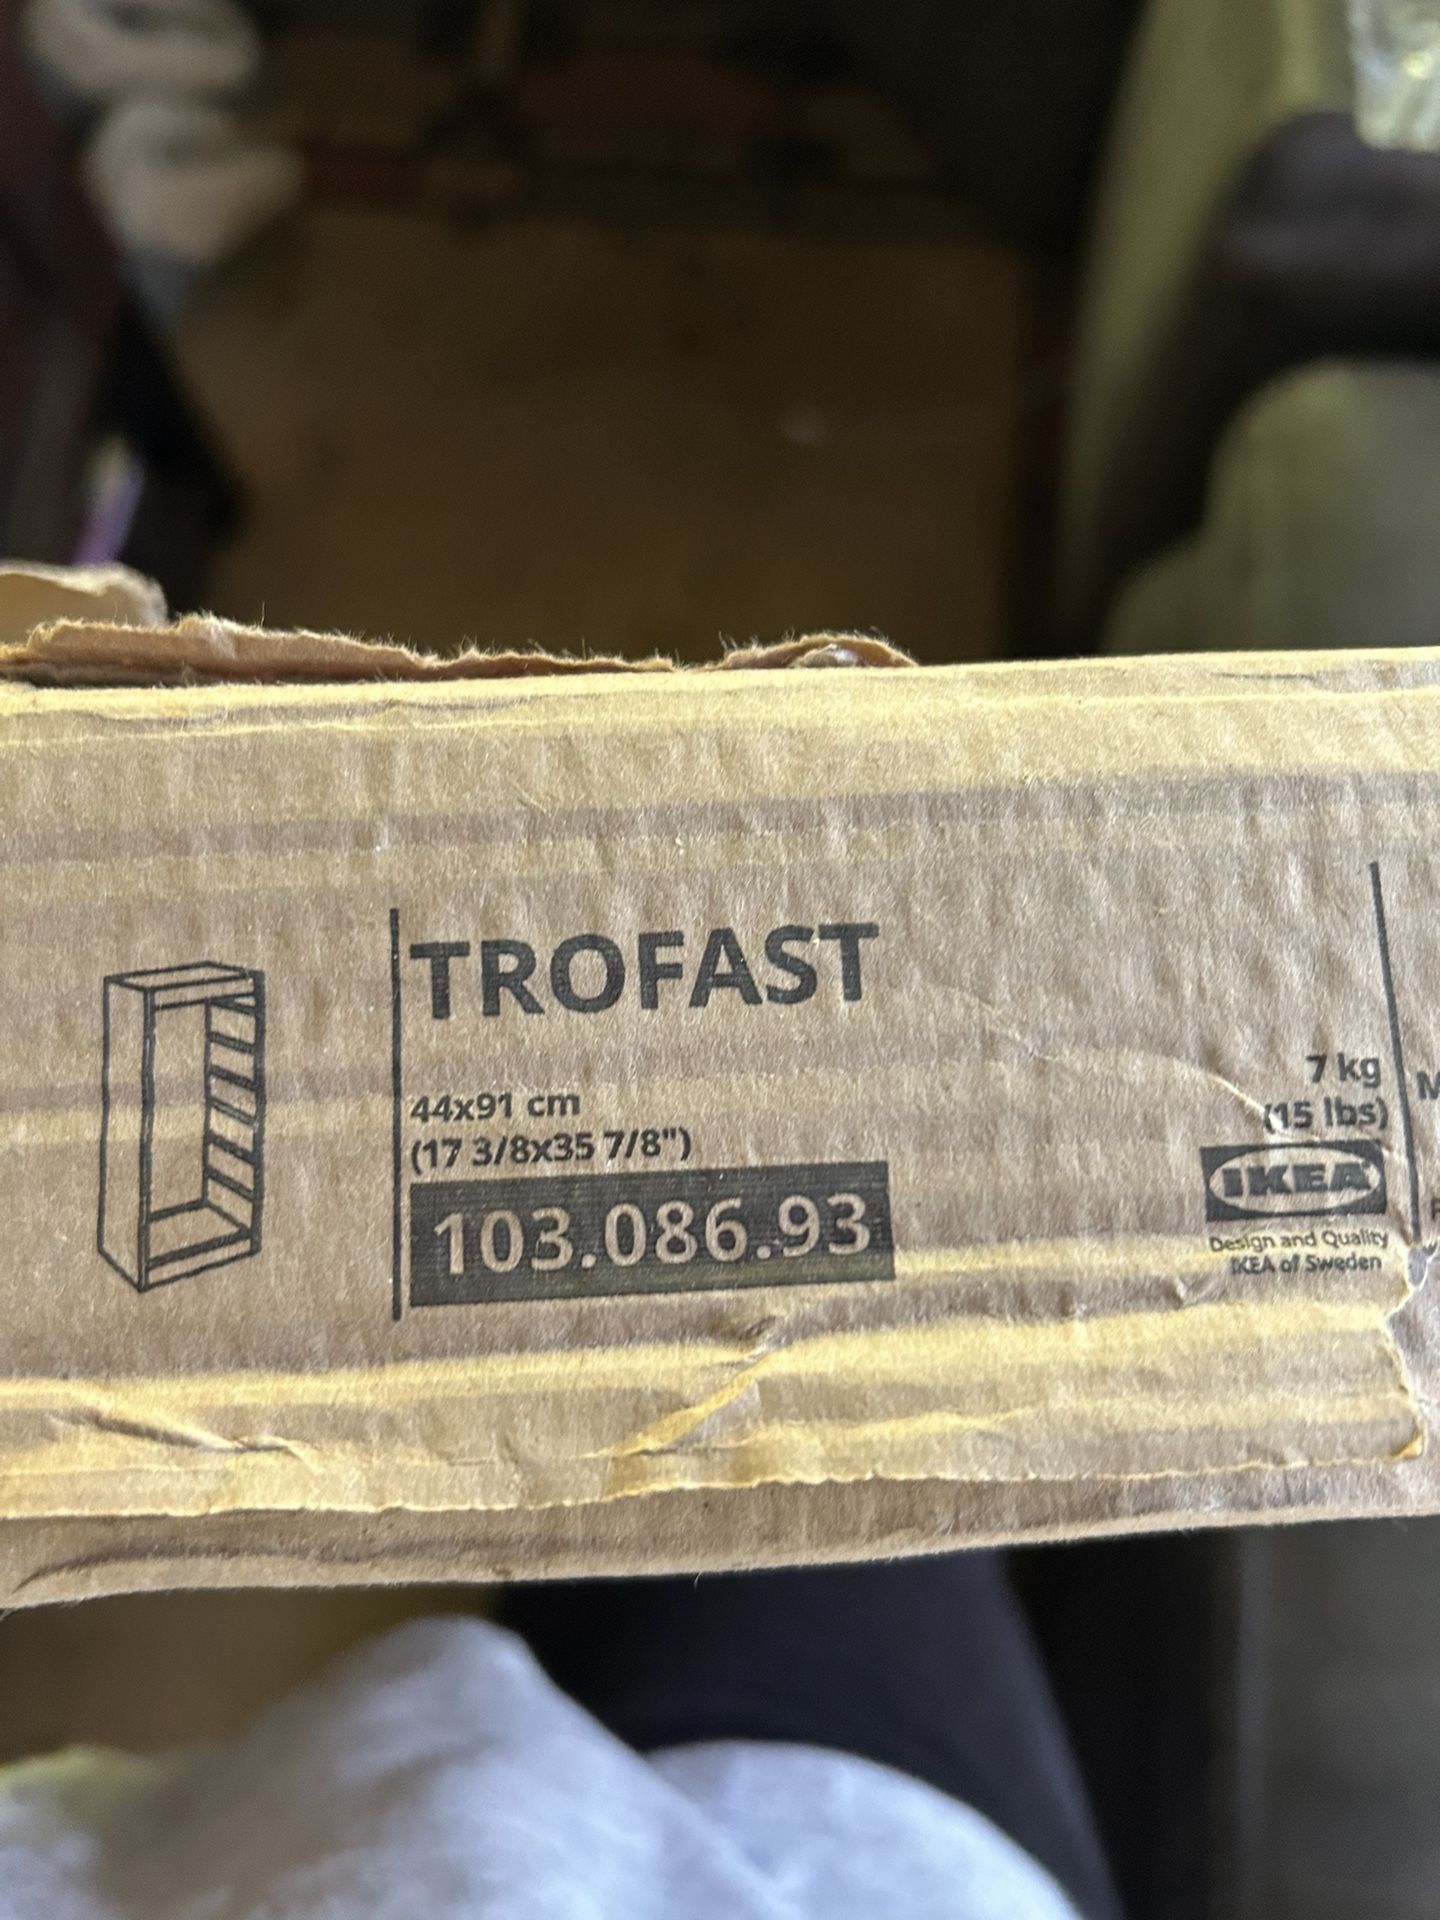 TROFAST
44x91 cm
(17 3/8x35 7/8")
103.086.93
7 kg
(15 lbs)
IKEA
Design and Quality
IKEA of Sweden